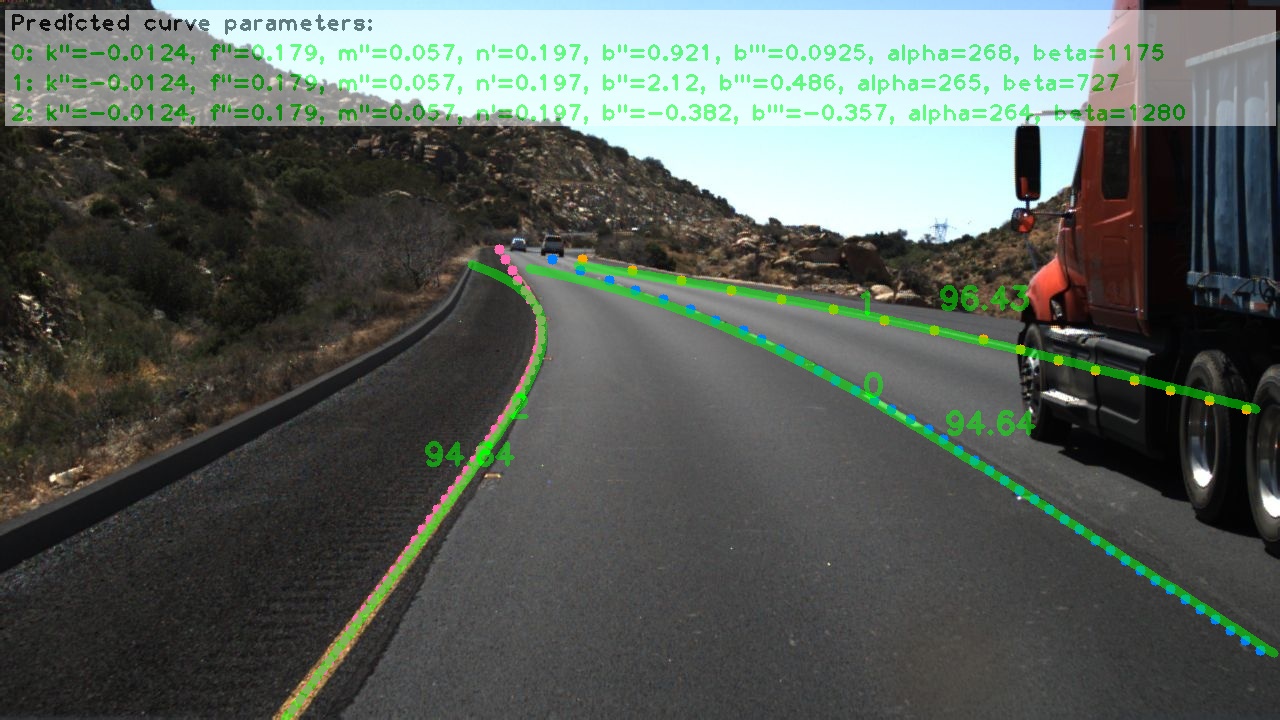 Predicted curve parameters:
0: k''=-0.0124, f''=0.179, m''=0.057, n'=0.197, b''=0.921, b'''=0.0925, alpha=268, beta=1175
1: k''=-0.0124, f''=0.179, m''=0.057, n'=0.197, b''=2.12, b'''=0.486, alpha=265, beta=727
2: k''=-0.0124, f''=0.179, m''=0.057, n'=0.197, b''=-0.382, b'''=-0.357, alpha=264, beta=1280
1 96.43
0
94.64
2
94.64